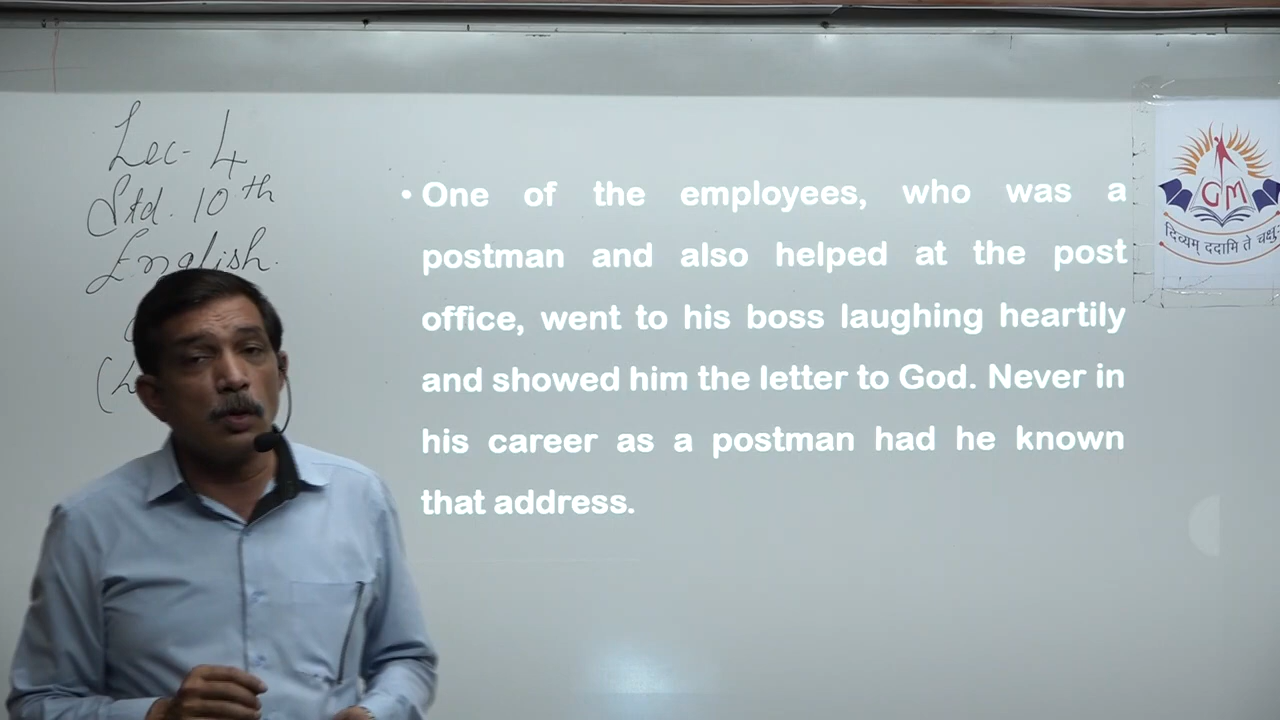 Lec- 4
Std. 10th
English.
• One of the employees, who was a
postman and also helped at the post
office, went to his boss laughing heartily
and showed him the letter to God. Never in
his career as a postman had he known
that address.
GM
दिव्यम् ददामि ते चक्षुः